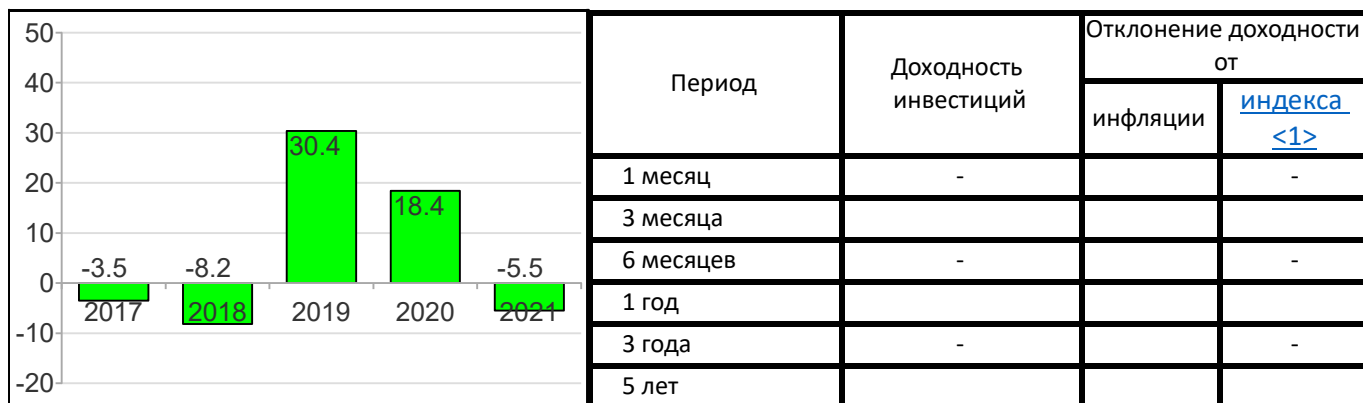 50
40
30
20
10
0
-10
-20
-3.5
-8.2
30.4
18.4
-5.5
2017
2018
2019
2020
2021
Период
Доходность
инвестиций
Отклонение доходности
от
инфляции
индекса
<1>
1 месяц - -
3 месяца
6 месяцев - -
1 год
3 года - -
5 лет